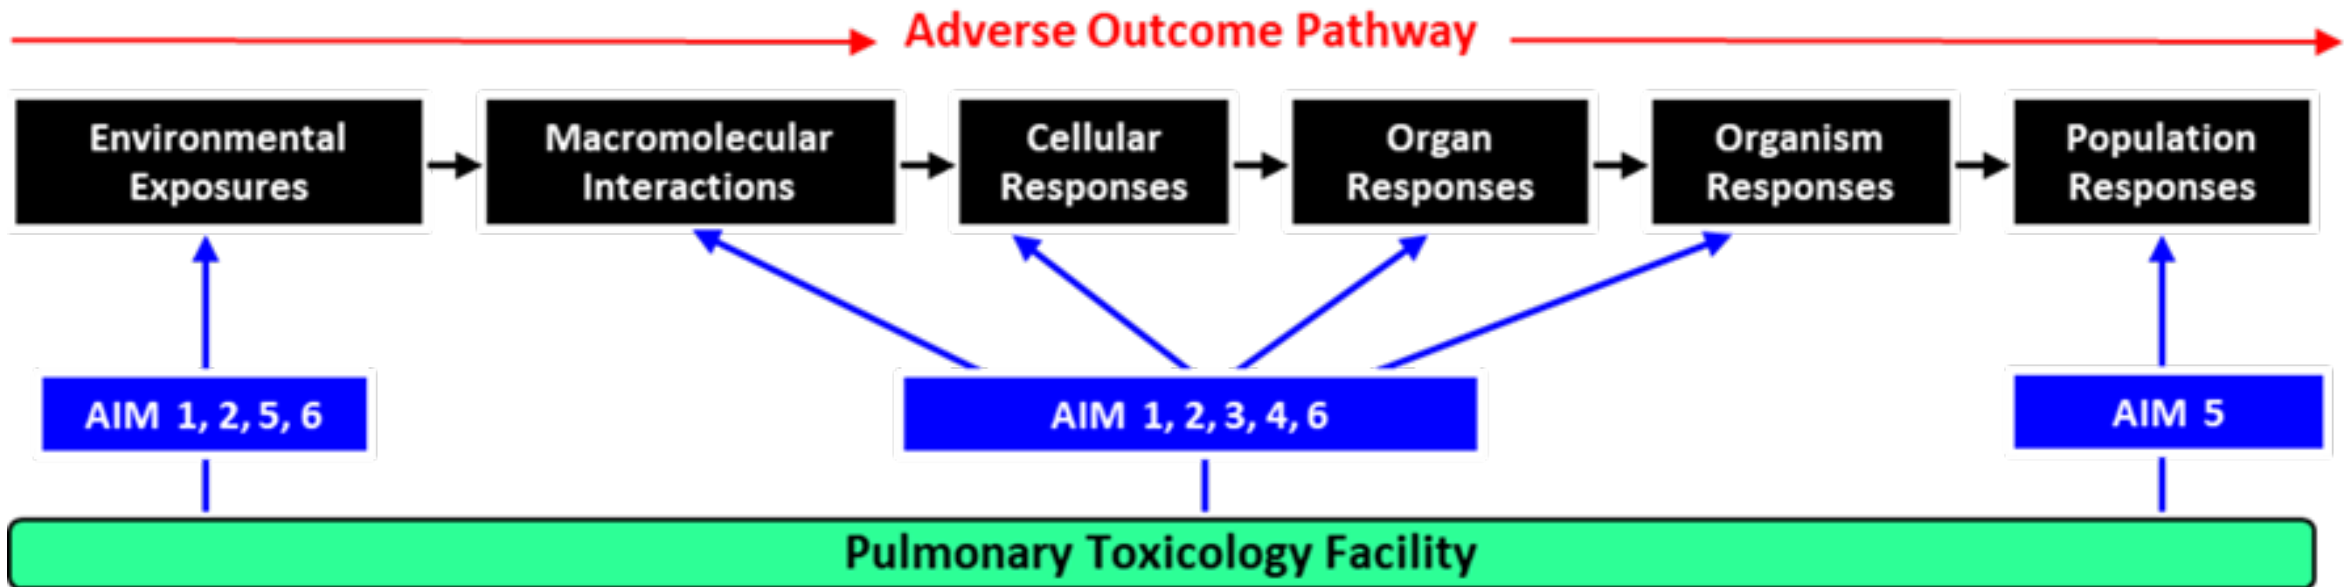 Adverse Outcome Pathway
Environmental
Exposures
Macromolecular
Interactions
Cellular
Responses
Organ
Responses
Organism
Responses
Population
Responses
AIM 1, 2, 5, 6
AIM 1, 2, 3, 4, 6
AIM 5
Pulmonary Toxicology Facility